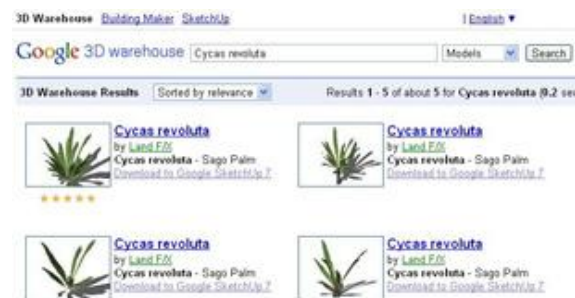 3D Warehouse Building Maker SketchUp | English ▼
Google 3D warehouse Cycas revoluta Models Search
3D Warehouse Results Sorted by relevance Results 1 - 5 of about 5 for Cycas revoluta (0.2 sec
Cycas revoluta
by Land F/X
Cycas revoluta - Sago Palm
Download to Google SketchUp 7
Cycas revoluta
by Land F/X
Cycas revoluta - Sago Palm
Download to Google SketchUp 7
Cycas revoluta
by Land F/X
Cycas revoluta - Sago Palm
Download to Google SketchUp 7
Cycas revoluta
by Land F/X
Cycas revoluta - Sago Palm
Download to Google SketchUp 7